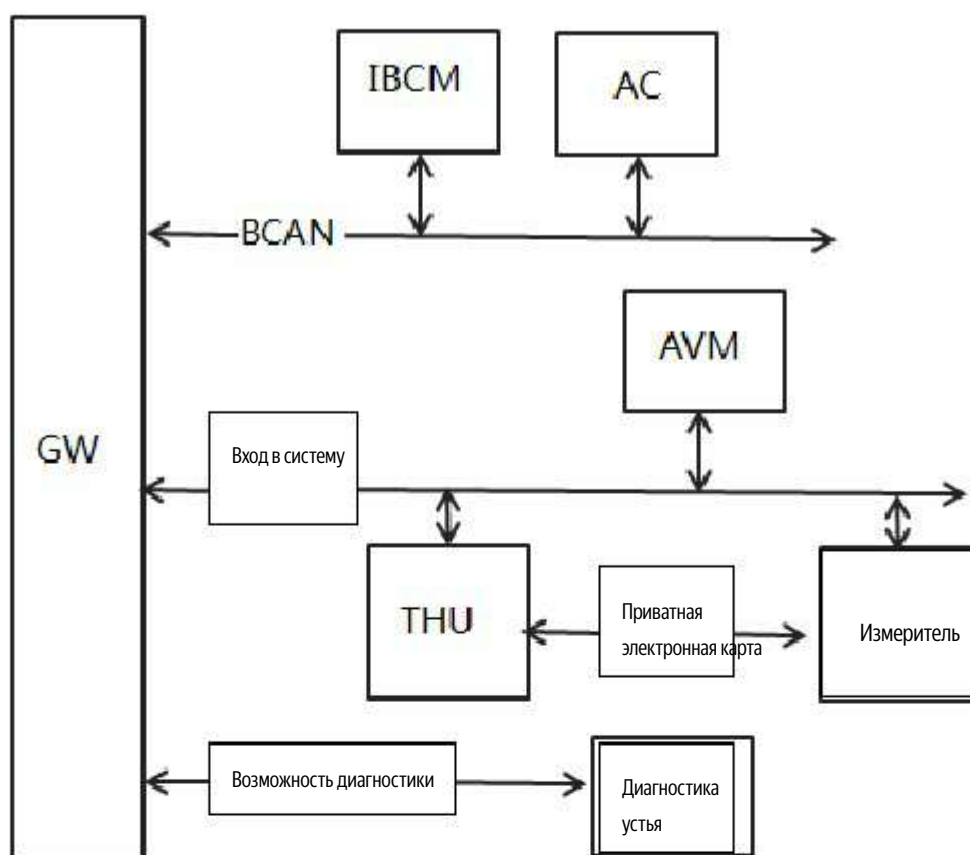 IBCM
AC
BCAN
AVM
GW
Вход в систему
THU
Приватная
электронная карта
Измеритель
Возможность диагностики
Диагностика
устья